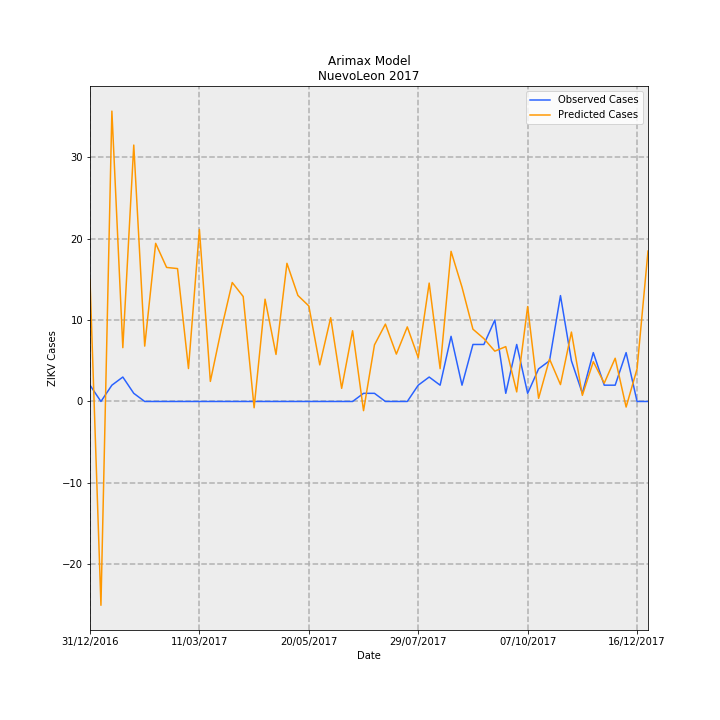 Arimax Model
NuevoLeon 2017
Observed Cases
Predicted Cases
ZIKV Cases
30
20
10
0
−10
−20
31/12/2016
11/03/2017
20/05/2017
29/07/2017
07/10/2017
16/12/2017
Date